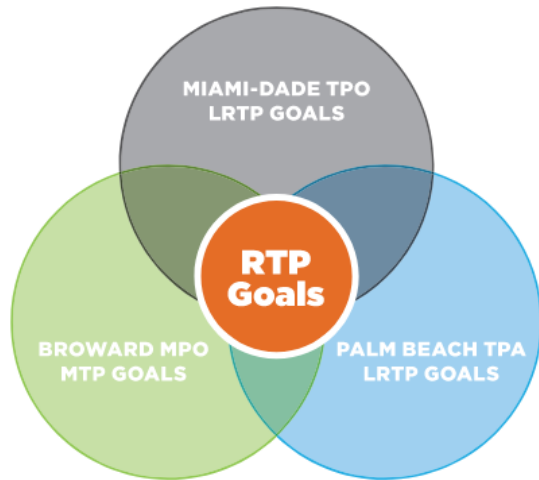 MIAMI-DADE TPO
LRTP GOALS
RTP
Goals
BROWARD MPO
MTP GOALS
PALM BEACH TPA
LRTP GOALS